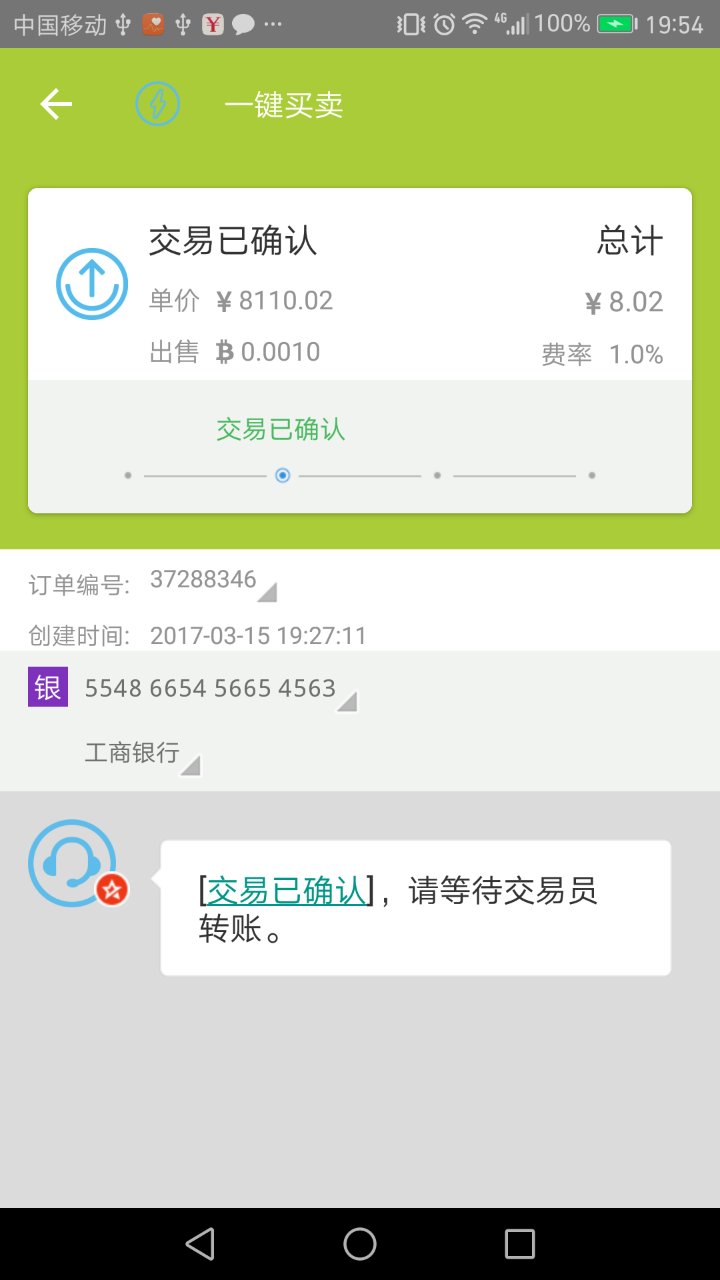 中国移动 ¥ ··· 4G 100% 19:54
一键买卖
交易已确认 总计
单价 ¥ 8110.02 ¥ 8.02
出售 ₿ 0.0010 费率 1.0%
交易已确认
订单编号: 37288346
创建时间: 2017-03-15 19:27:11
银 5548 6654 5665 4563
工商银行
[交易已确认]，请等待交易员
转账。